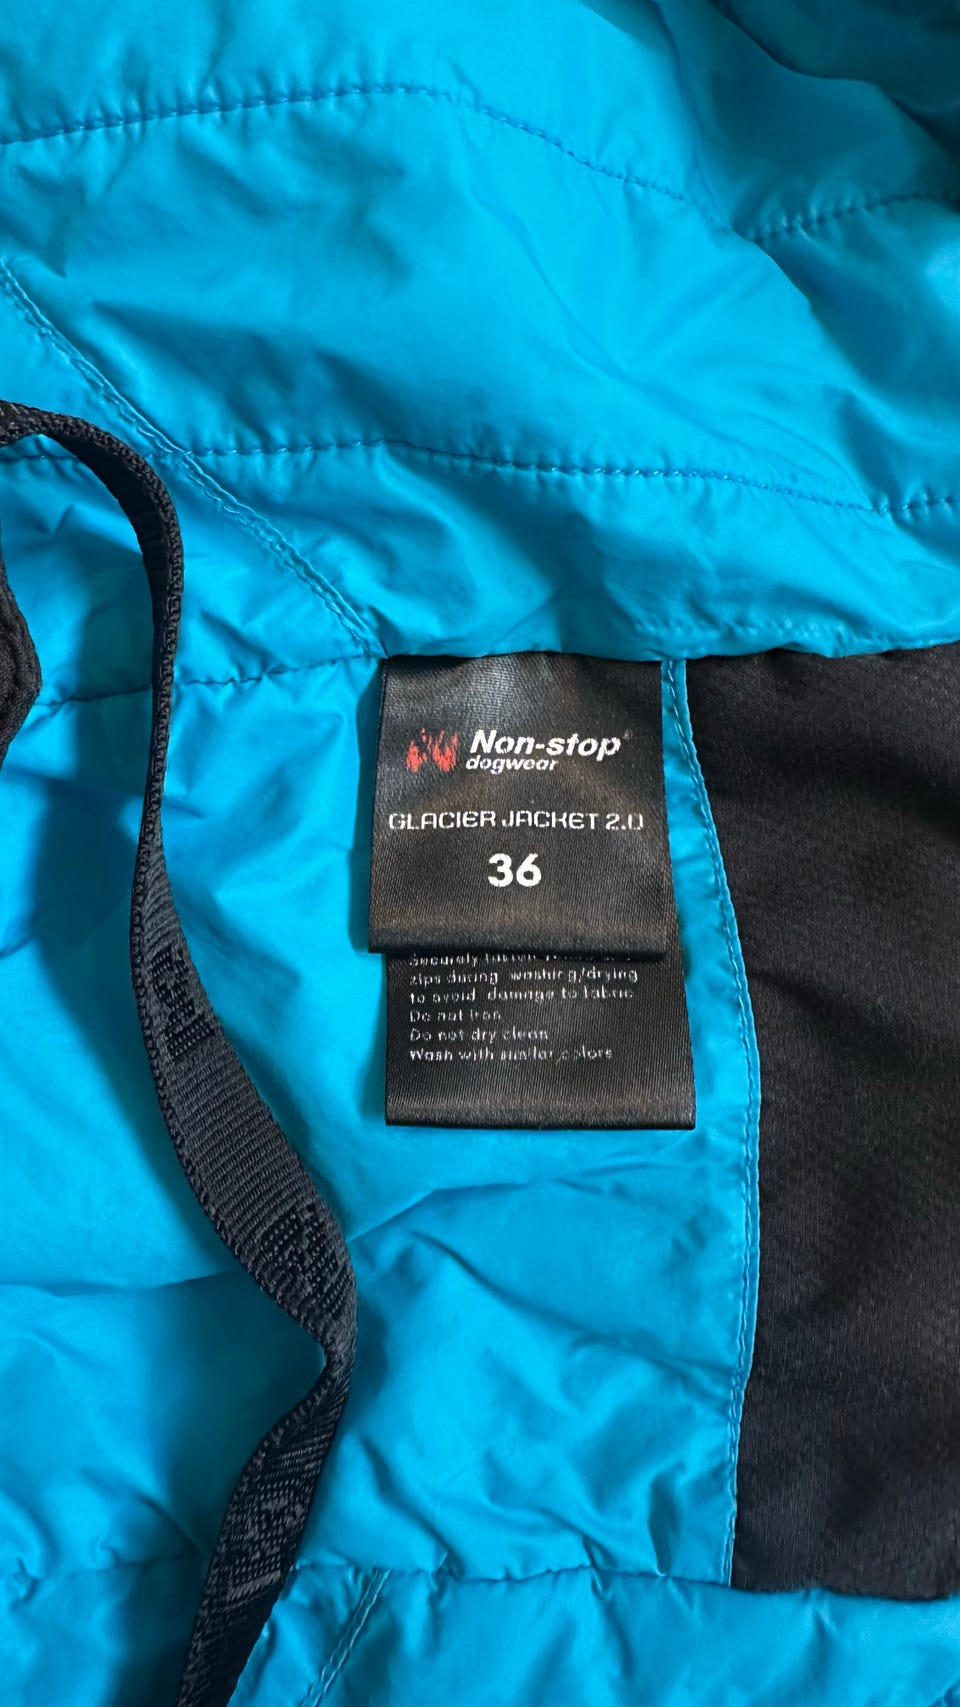 Non-stop®
dogwear
GLACIER JACKET 2.0
36
Securely
zips during washing/drying
to avoid damage to fabric
Do not iron
Do not dry clean
Wash with similar colors